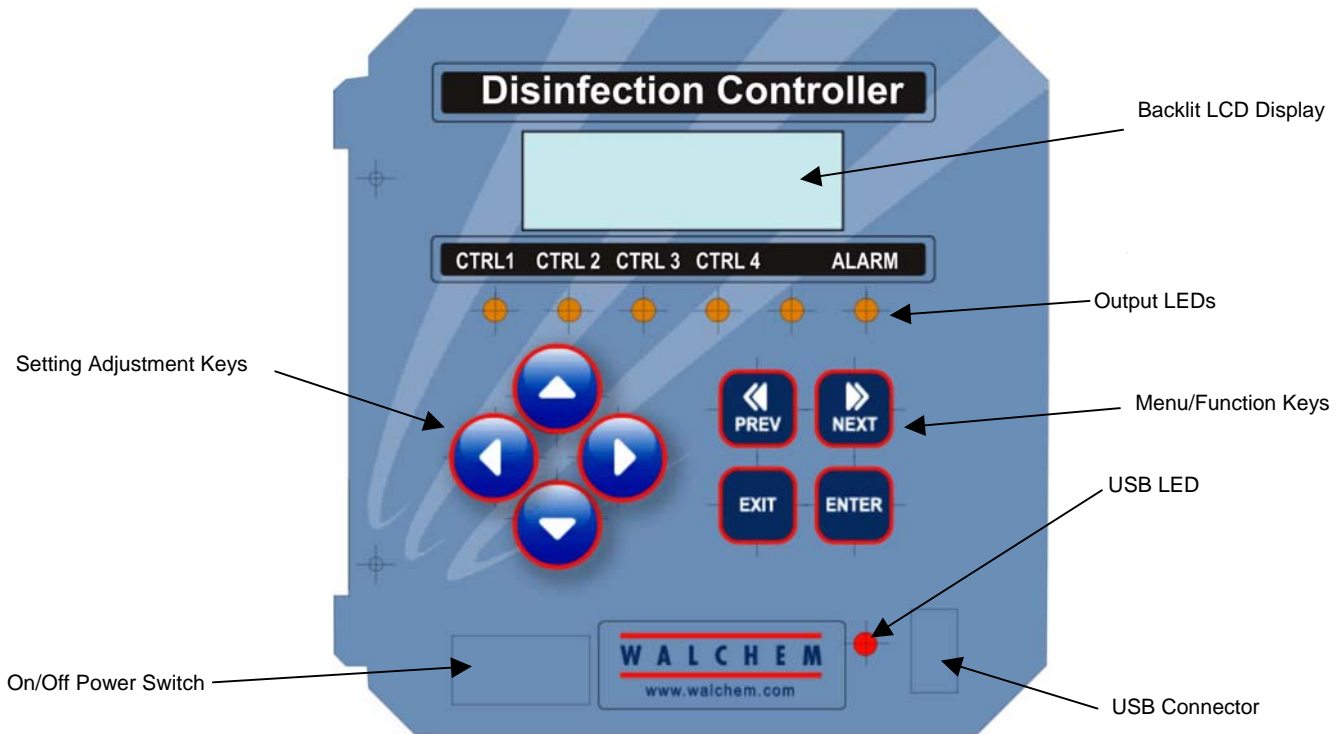 Disinfection Controller
Backlit LCD Display
CTRL1 CTRL 2 CTRL 3 CTRL 4 ALARM
Output LEDs
Setting Adjustment Keys
PREV NEXT
Menu/Function Keys
USB LED
EXIT ENTER
On/Off Power Switch
WALCHEM
www.walchem.com
USB Connector